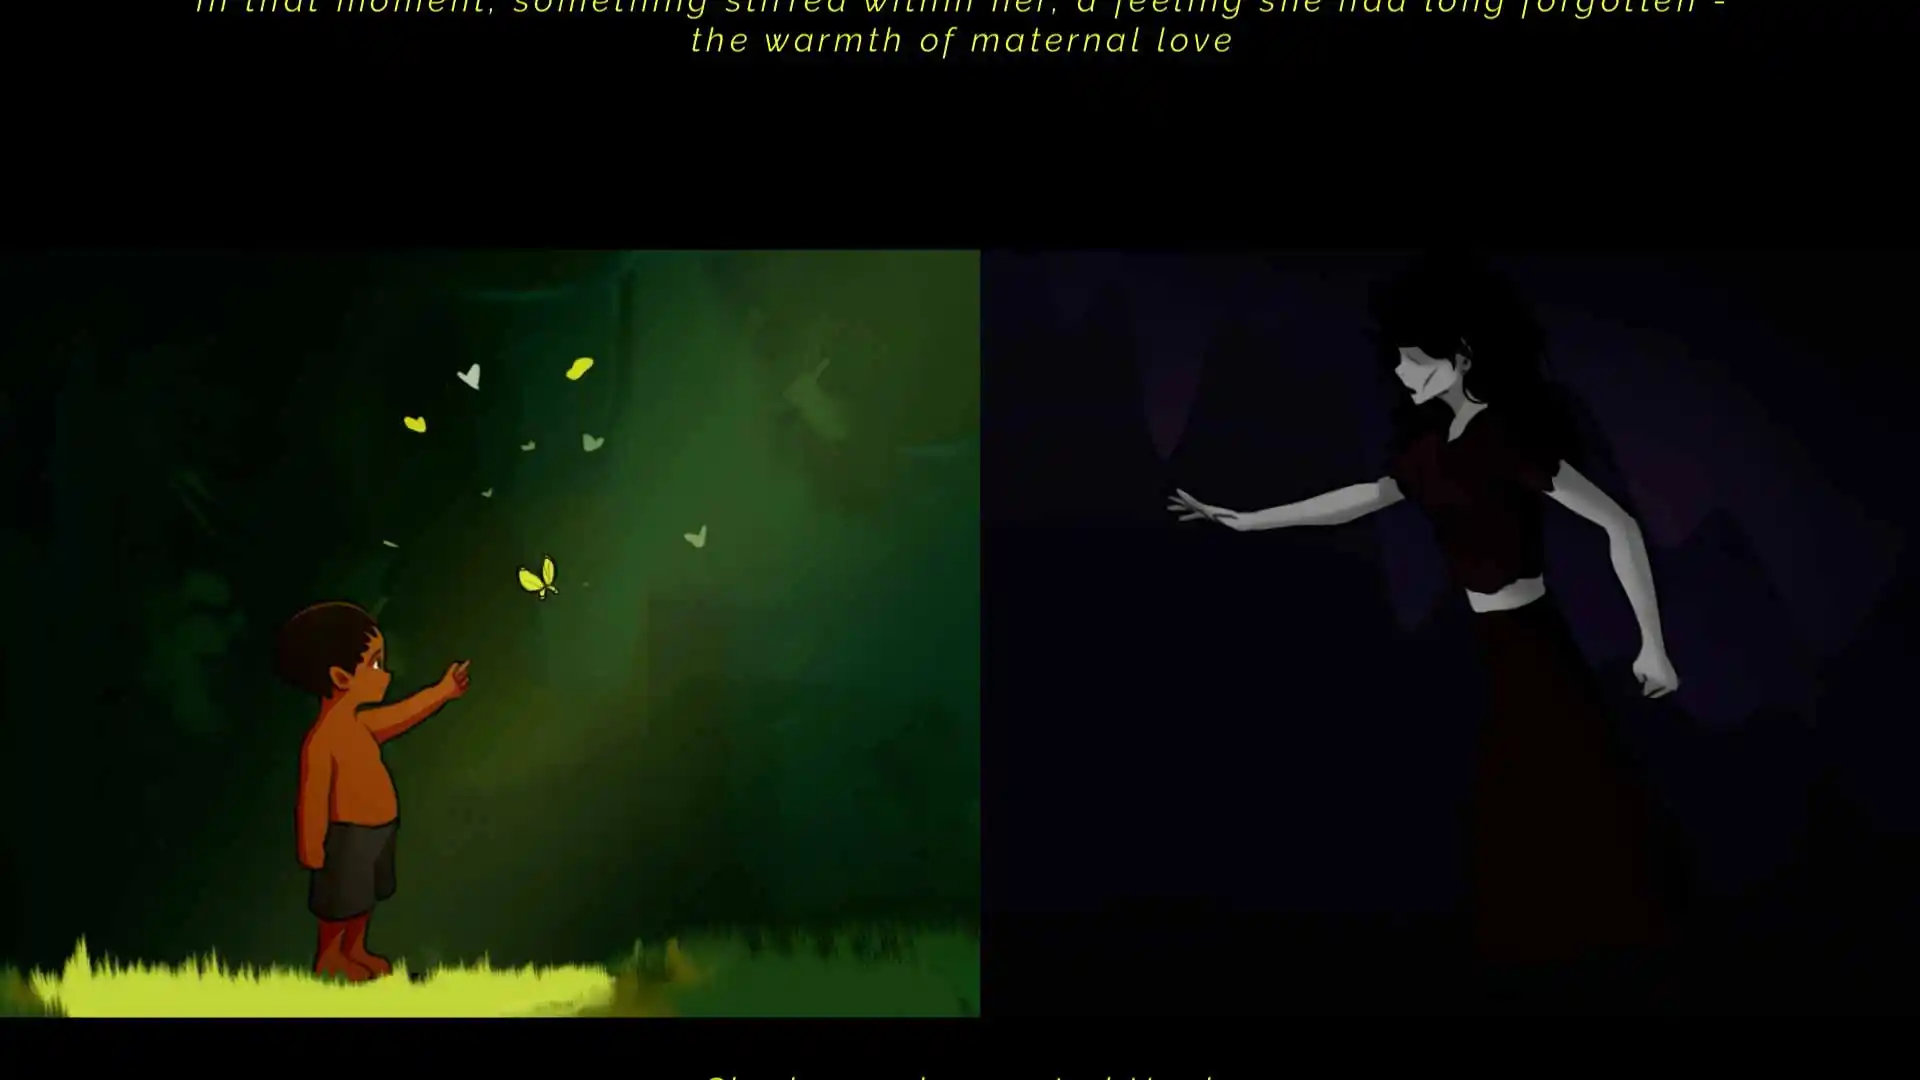 In that moment, something stirred within her, a feeling she had long forgotten -
the warmth of maternal love